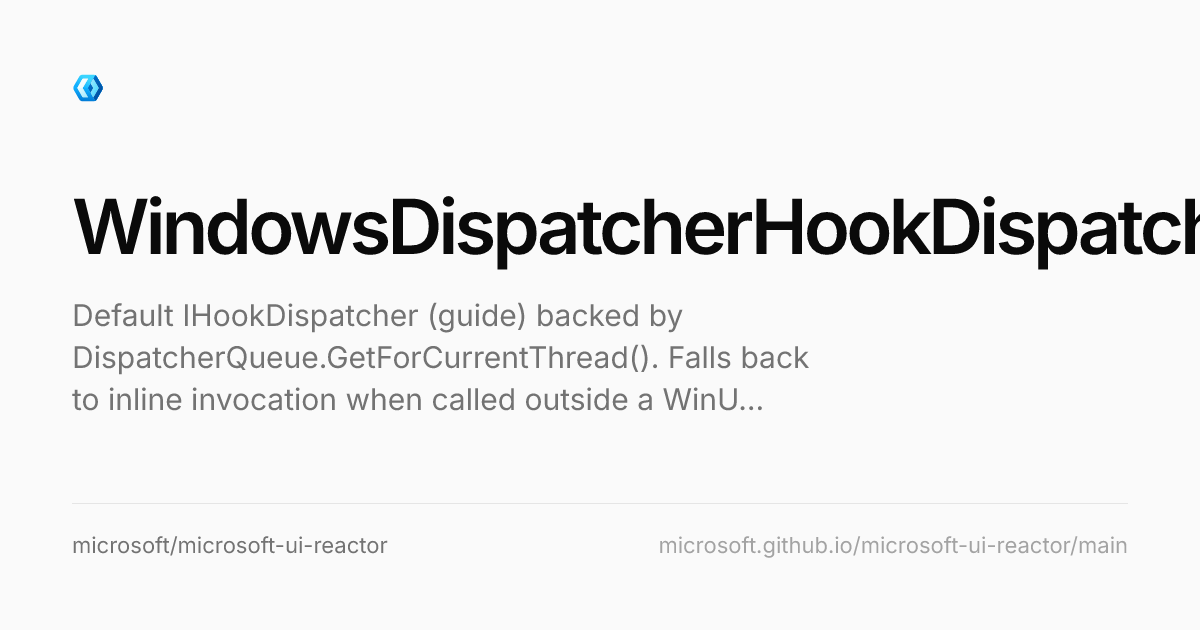 WindowsDispatcherHookDispatch
Default IHookDispatcher (guide) backed by
DispatcherQueue.GetForCurrentThread(). Falls back
to inline invocation when called outside a WinU...
microsoft/microsoft-ui-reactor
microsoft.github.io/microsoft-ui-reactor/main